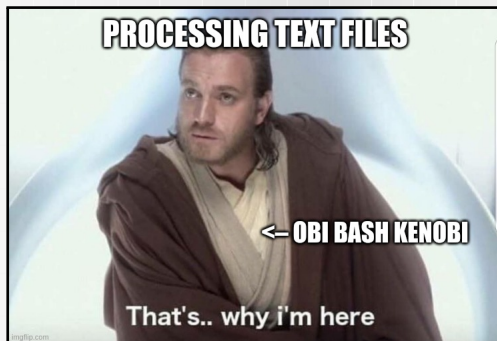 PROCESSING TEXT FILES
<- OBI BASH KENOBI
That's.. why i'm here
imgflip.com